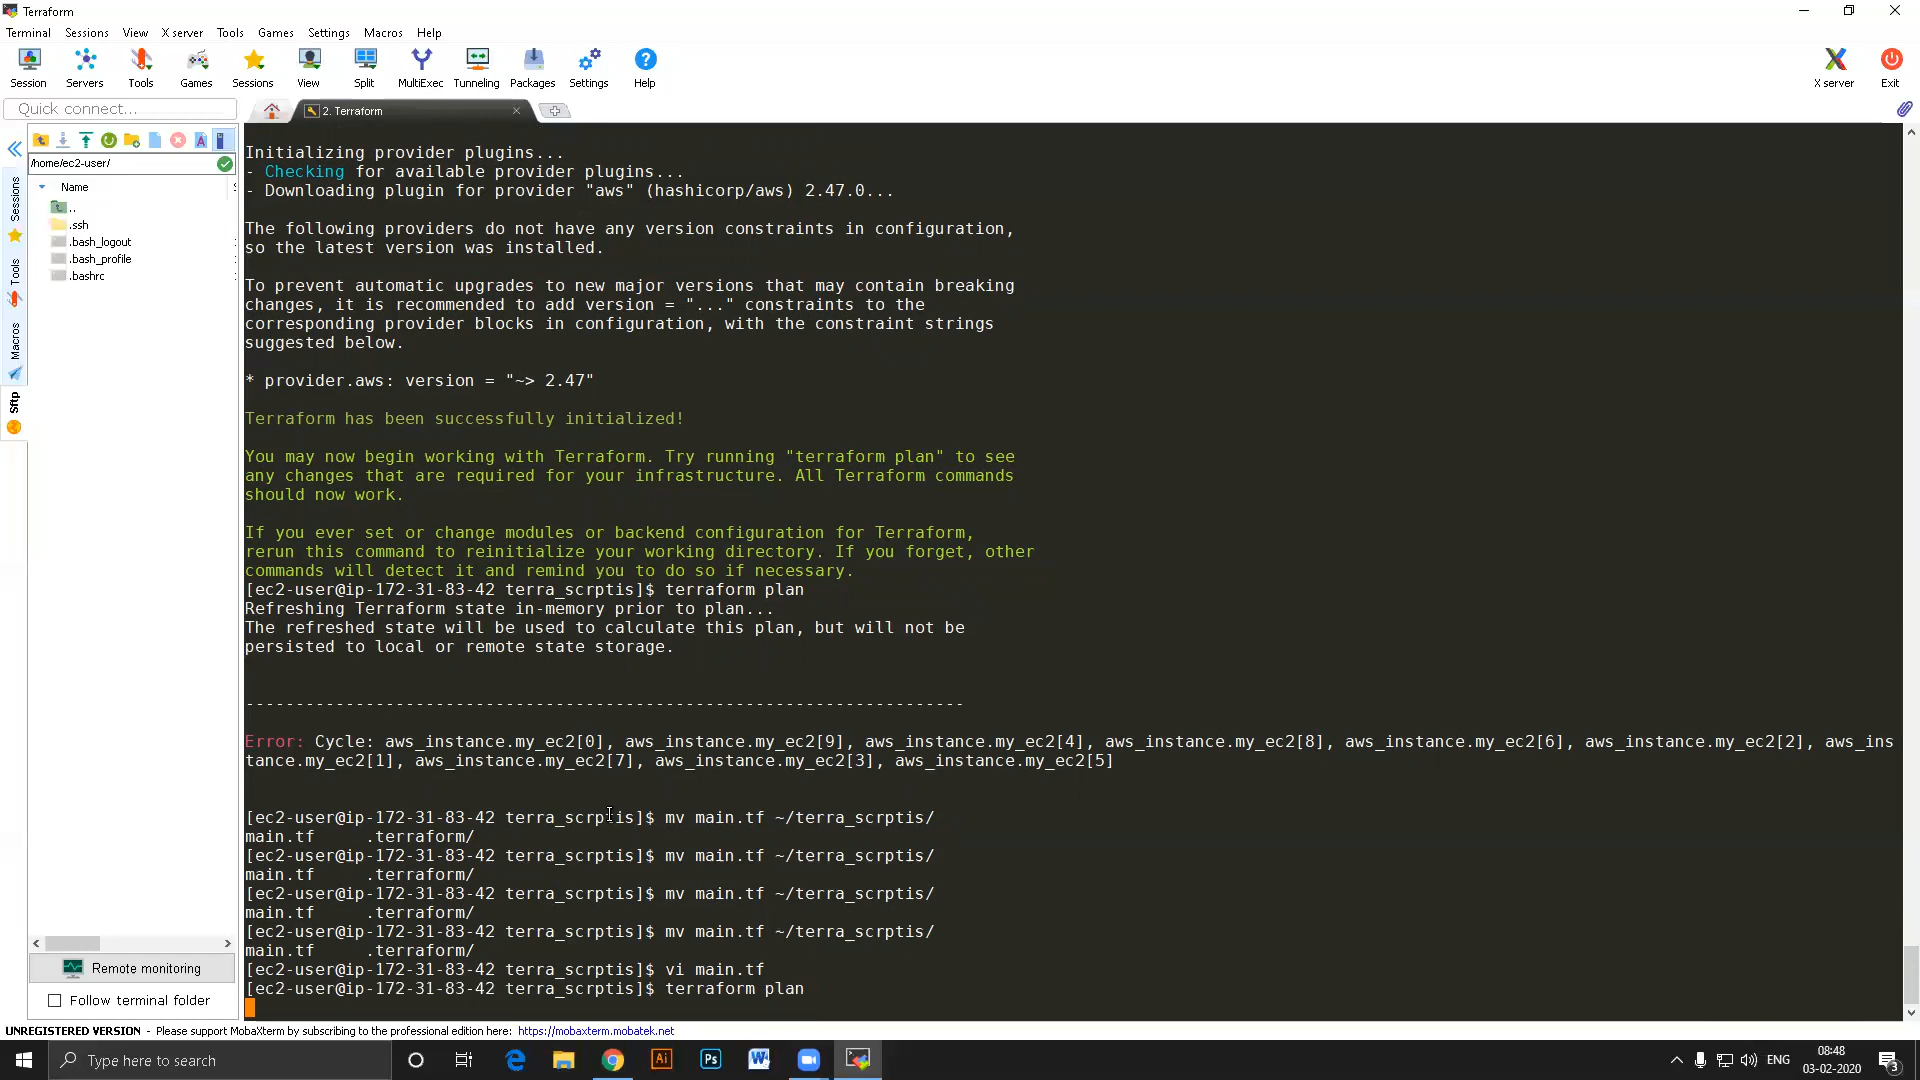 Terraform
Terminal Sessions View X server Tools Games Settings Macros Help
Session Servers Tools Games Sessions View Split MultiExec Tunneling Packages Settings Help X server Exit
Quick connect...
2. Terraform
/home/ec2-user/
Name
..
.ssh
.bash_logout
.bash_profile
.bashrc
Sessions
Tools
Macros
Sftp
Initializing provider plugins...
- Checking for available provider plugins...
- Downloading plugin for provider "aws" (hashicorp/aws) 2.47.0...
The following providers do not have any version constraints in configuration,
so the latest version was installed.
To prevent automatic upgrades to new major versions that may contain breaking
changes, it is recommended to add version = "..." constraints to the
corresponding provider blocks in configuration, with the constraint strings
suggested below.
* provider.aws: version = "~> 2.47"
Terraform has been successfully initialized!
You may now begin working with Terraform. Try running "terraform plan" to see
any changes that are required for your infrastructure. All Terraform commands
should now work.
If you ever set or change modules or backend configuration for Terraform,
rerun this command to reinitialize your working directory. If you forget, other
commands will detect it and remind you to do so if necessary.
[ec2-user@ip-172-31-83-42 terra_scrptis]$ terraform plan
Refreshing Terraform state in-memory prior to plan...
The refreshed state will be used to calculate this plan, but will not be
persisted to local or remote state storage.
------------------------------------------------------------------------
Error: Cycle: aws_instance.my_ec2[0], aws_instance.my_ec2[9], aws_instance.my_ec2[4], aws_instance.my_ec2[8], aws_instance.my_ec2[6], aws_instance.my_ec2[2], aws_ins
tance.my_ec2[1], aws_instance.my_ec2[7], aws_instance.my_ec2[3], aws_instance.my_ec2[5]
[ec2-user@ip-172-31-83-42 terra_scrptis]$ mv main.tf ~/terra_scrptis/
main.tf     .terraform/
[ec2-user@ip-172-31-83-42 terra_scrptis]$ mv main.tf ~/terra_scrptis/
main.tf     .terraform/
[ec2-user@ip-172-31-83-42 terra_scrptis]$ mv main.tf ~/terra_scrptis/
main.tf     .terraform/
[ec2-user@ip-172-31-83-42 terra_scrptis]$ mv main.tf ~/terra_scrptis/
main.tf     .terraform/
[ec2-user@ip-172-31-83-42 terra_scrptis]$ vi main.tf
[ec2-user@ip-172-31-83-42 terra_scrptis]$ terraform plan
Remote monitoring
Follow terminal folder
UNREGISTERED VERSION - Please support MobaXterm by subscribing to the professional edition here: https://mobaxterm.mobatek.net
Type here to search
Ai
Ps
W
ENG
08:48
03-02-2020
3